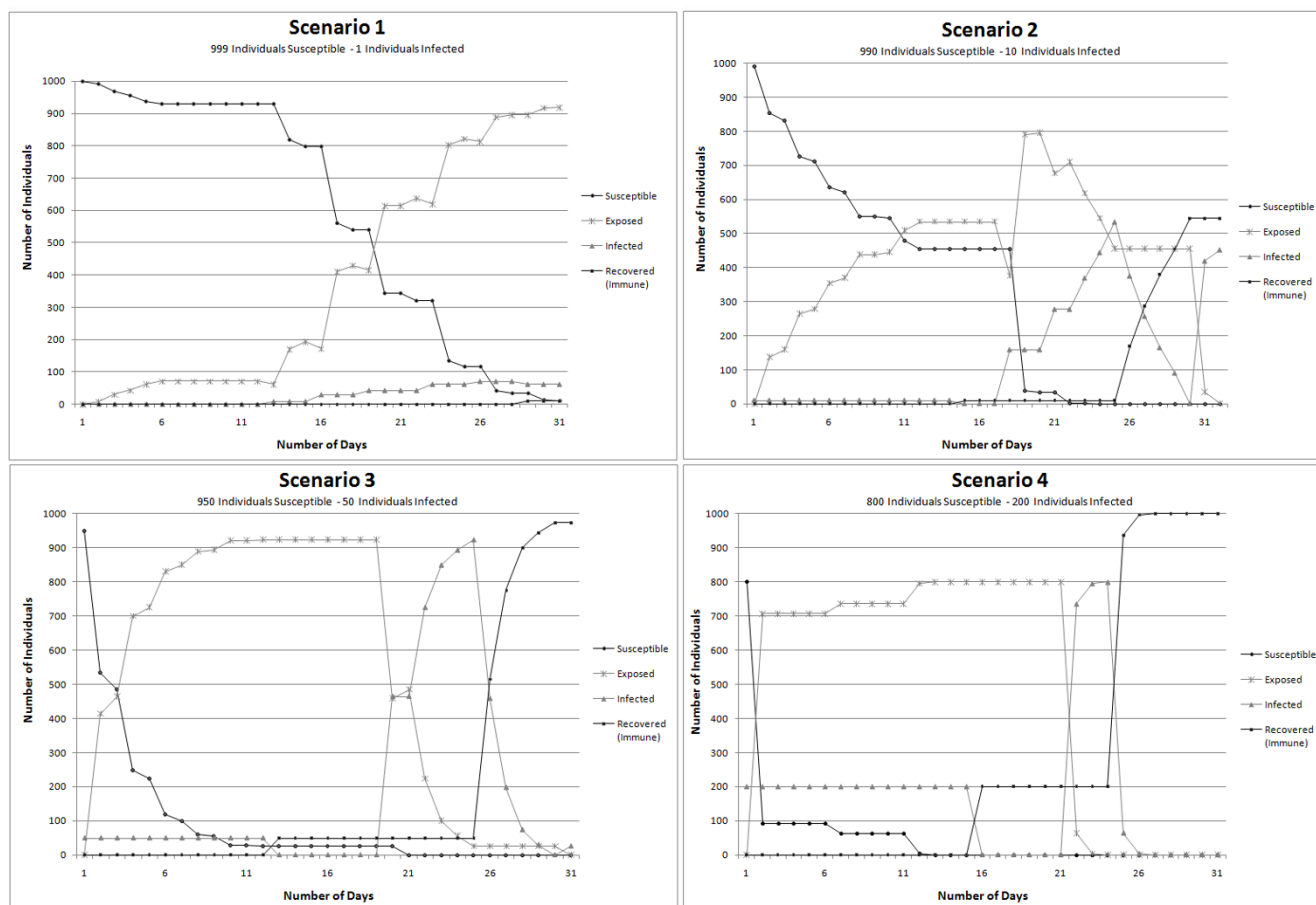 Scenario 1
999 Individuals Susceptible - 1 Individuals Infected
Number of Individuals
1000
900
800
700
600
500
400
300
200
100
0
1 6 11 16 21 26 31
Number of Days
Susceptible
Exposed
Infected
Recovered
(Immune)
Scenario 2
990 Individuals Susceptible - 10 Individuals Infected
Number of Individuals
1000
900
800
700
600
500
400
300
200
100
0
1 6 11 16 21 26 31
Number of Days
Susceptible
Exposed
Infected
Recovered
(Immune)
Scenario 3
950 Individuals Susceptible - 50 Individuals Infected
Number of Individuals
1000
900
800
700
600
500
400
300
200
100
0
1 6 11 16 21 26 31
Number of Days
Susceptible
Exposed
Infected
Recovered
(Immune)
Scenario 4
800 Individuals Susceptible - 200 Individuals Infected
Number of Individuals
1000
900
800
700
600
500
400
300
200
100
0
1 6 11 16 21 26 31
Number of Days
Susceptible
Exposed
Infected
Recovered
(Immune)